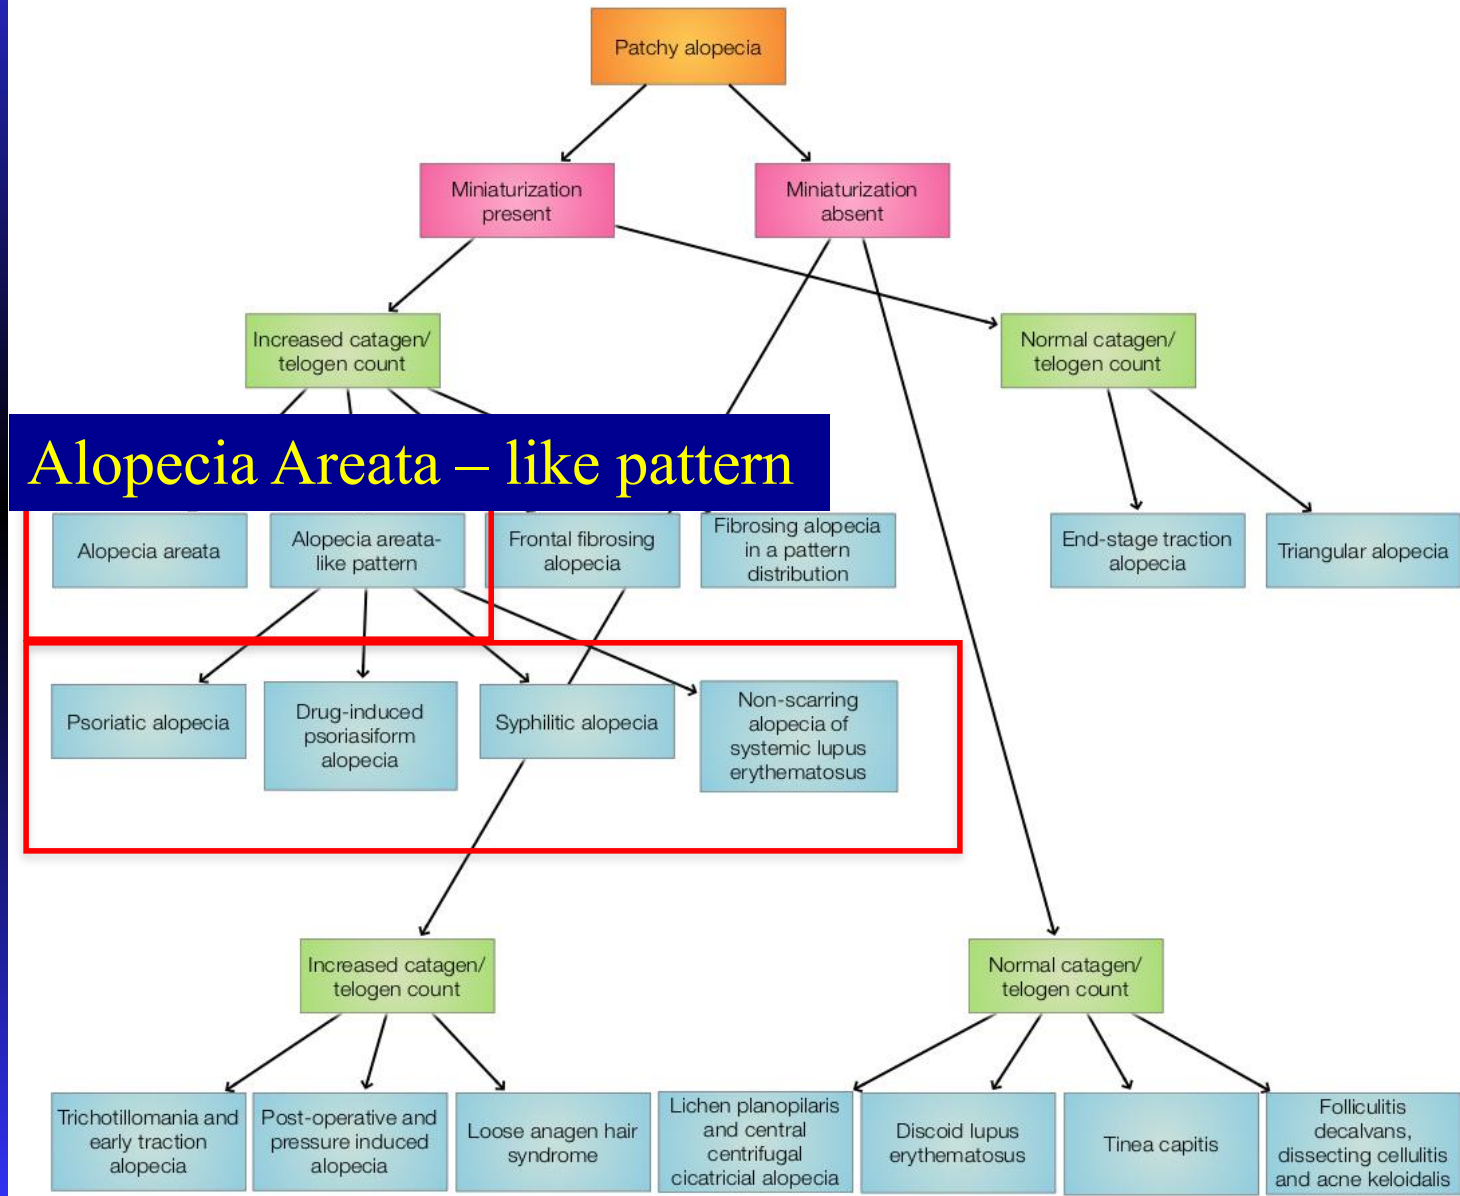 Patchy alopecia
Miniaturization
present
Miniaturization
absent
Increased catagen/
telogen count
Normal catagen/
telogen count
Alopecia Areata – like pattern
Alopecia areata
Alopecia areata-
like pattern
Frontal fibrosing
alopecia
Fibrosing alopecia
in a pattern
distribution
End-stage traction
alopecia
Triangular alopecia
Psoriatic alopecia
Drug-induced
psoriasiform
alopecia
Syphilitic alopecia
Non-scarring
alopecia of
systemic lupus
erythematosus
Increased catagen/
telogen count
Normal catagen/
telogen count
Trichotillomania and
early traction
alopecia
Post-operative and
pressure induced
alopecia
Loose anagen hair
syndrome
Lichen planopilaris
and central
centrifugal
cicatricial alopecia
Discoid lupus
erythematosus
Tinea capitis
Folliculitis
decalvans,
dissecting cellulitis
and acne keloidalis